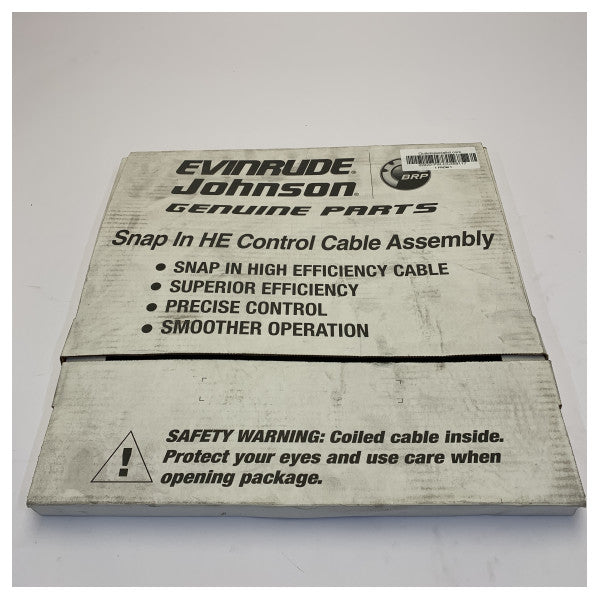 EVINRUDE
Johnson
GENUINE PARTS
BRP
Snap In HE Control Cable Assembly
• SNAP IN HIGH EFFICIENCY CABLE
• SUPERIOR EFFICIENCY
• PRECISE CONTROL
• SMOOTHER OPERATION
! SAFETY WARNING: Coiled cable inside.
Protect your eyes and use care when
opening package.